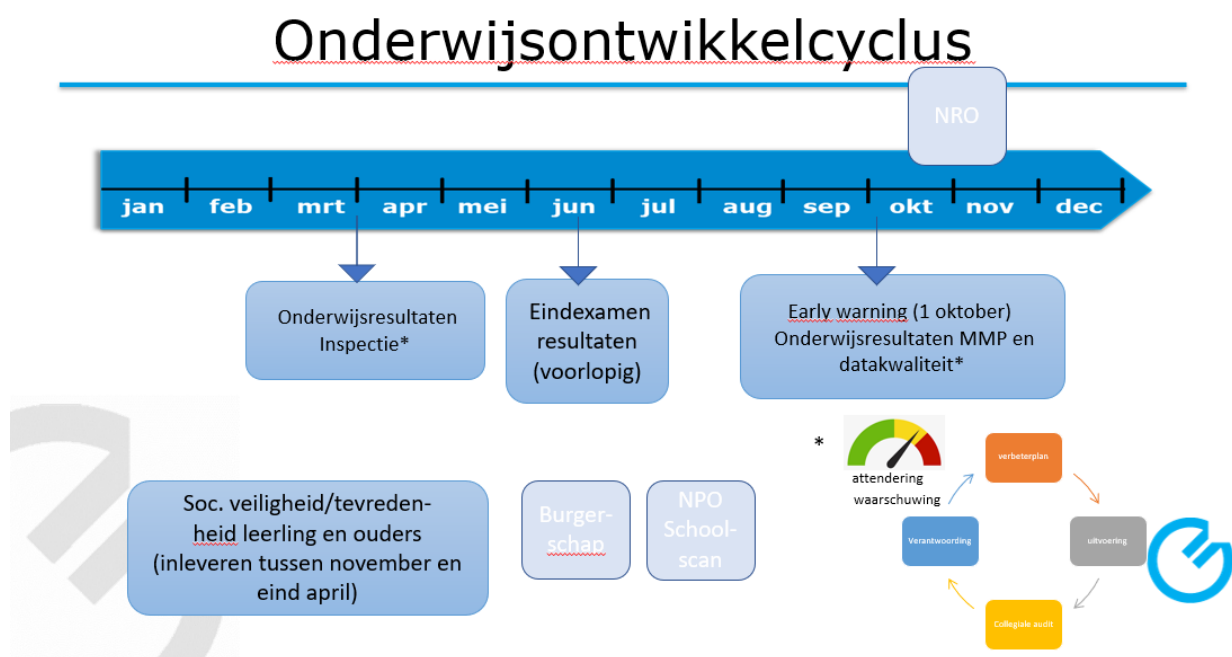 Onderwijsontwikkelcyclus
NRO
jan feb mrt apr mei jun jul aug sep okt nov dec
Onderwijsresultaten
Inspectie*
Eindexamen
resultaten
(voorlopig)
Early warning (1 oktober)
Onderwijsresultaten MMP en
datakwaliteit*
*
attendering
waarschuwing
Soc. veiligheid/tevreden-
heid leerling en ouders
(inleveren tussen november en
eind april)
Burger-
schap
NPO
School-
scan
verbeterplan
uitvoering
Collegiale audit
Verantwoording